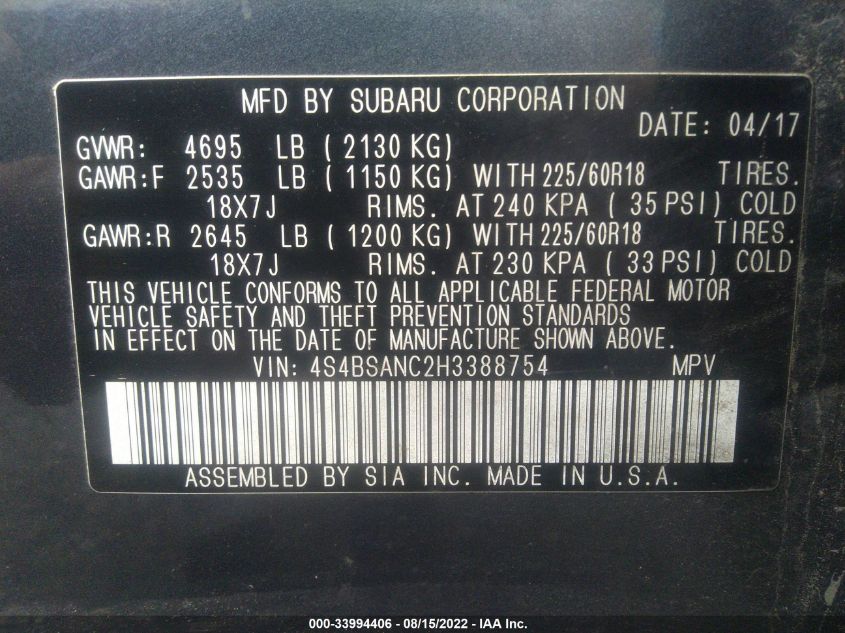 MFD BY SUBARU CORPORATION
DATE: 04/17
GVWR: 4695 LB ( 2130 KG)
GAWR:F 2535 LB ( 1150 KG) WITH 225/60R18 TIRES.
18X7J RIMS. AT 240 KPA ( 35 PSI) COLD
GAWR:R 2645 LB ( 1200 KG) WITH 225/60R18 TIRES.
18X7J RIMS. AT 230 KPA ( 33 PSI) COLD
THIS VEHICLE CONFORMS TO ALL APPLICABLE FEDERAL MOTOR
VEHICLE SAFETY AND THEFT PREVENTION STANDARDS
IN EFFECT ON THE DATE OF MANUFACTURE SHOWN ABOVE.
VIN: 4S4BSANC2H3388754 MPV
ASSEMBLED BY SIA INC. MADE IN U.S.A.
000-33994406 - 08/15/2022 - IAA Inc.